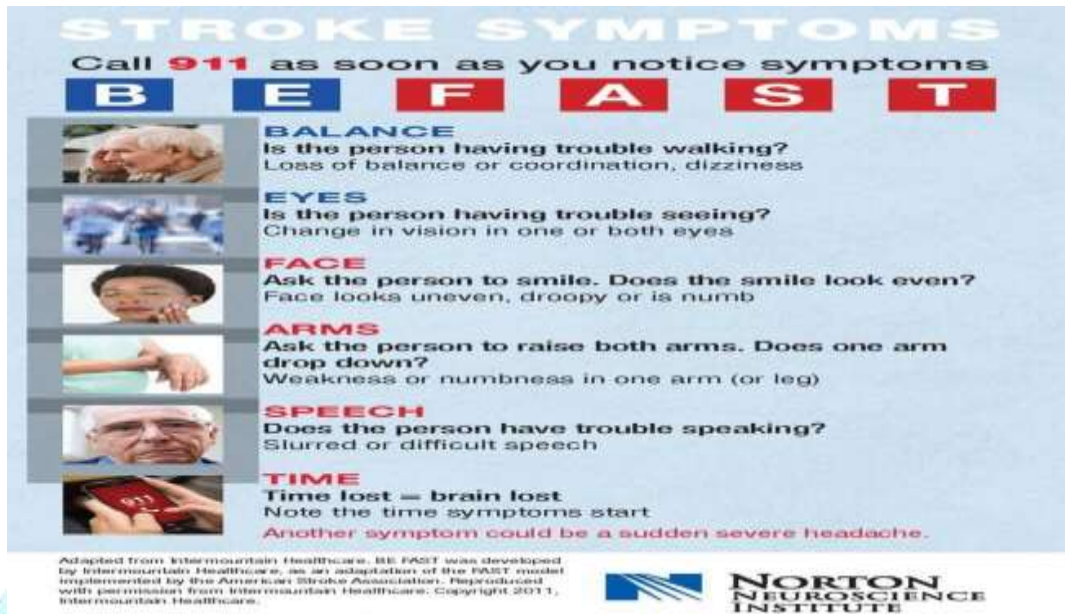 STROKE SYMPTOMS
Call 911 as soon as you notice symptoms
B E F A S T
BALANCE
Is the person having trouble walking?
Loss of balance or coordination, dizziness
EYES
Is the person having trouble seeing?
Change in vision in one or both eyes
FACE
Ask the person to smile. Does the smile look even?
Face looks uneven, droopy or is numb
ARMS
Ask the person to raise both arms. Does one arm
drop down?
Weakness or numbness in one arm (or leg)
SPEECH
Does the person have trouble speaking?
Slurred or difficult speech
TIME
911
Time lost = brain lost
Note the time symptoms start
Another symptom could be a sudden severe headache.
Adapted from Intermountain Healthcare. BE FAST was developed
by Intermountain Healthcare, as an adaptation of the FAST model
implemented by the American Stroke Association. Reproduced
with permission from Intermountain Healthcare. Copyright 2011,
Intermountain Healthcare.
NORTON
NEUROSCIENCE
INSTITUTE